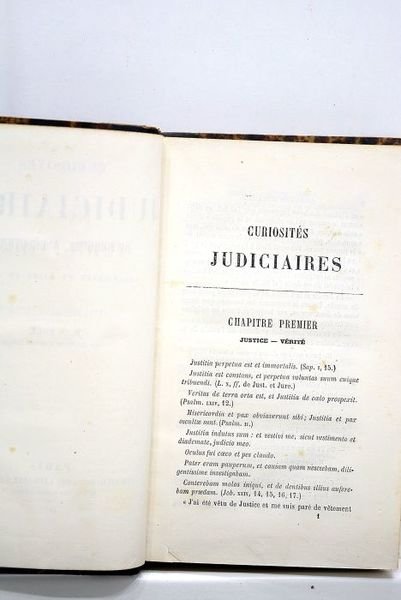 CURIOSITÉS
JUDICIAIRES
CHAPITRE PREMIER
JUSTICE — VÉRITÉ
Justitia perpetua est et immortalis. (Sap. I, 15.)
Justitia est constans, et perpetua voluntas suum cuique
tribuendi. (L. x, ff, de Just. et Jure.)
Veritas de terra orta est, et Justitia de cœlo prospexit.
(Psalm. LXIV, 12.)
Misericordia et pax obviaverunt sibi; Justitia et pax
osculatæ sunt. (Psalm. II.)
Justitia indutus sum: et vestivi me, sicut vestimento et
diademate, judicio meo.
Oculus fui cæco et pes claudo.
Pater eram pauperum, et causam quam nesciebam, dili-
gentissime investigabam.
Conterebam molas iniqui, et de dentibus illius aufere-
bam prædam. (Job. XXIX, 14, 15, 16, 17.)
« J'ai été vêtu de Justice et me suis paré de vêtement
1